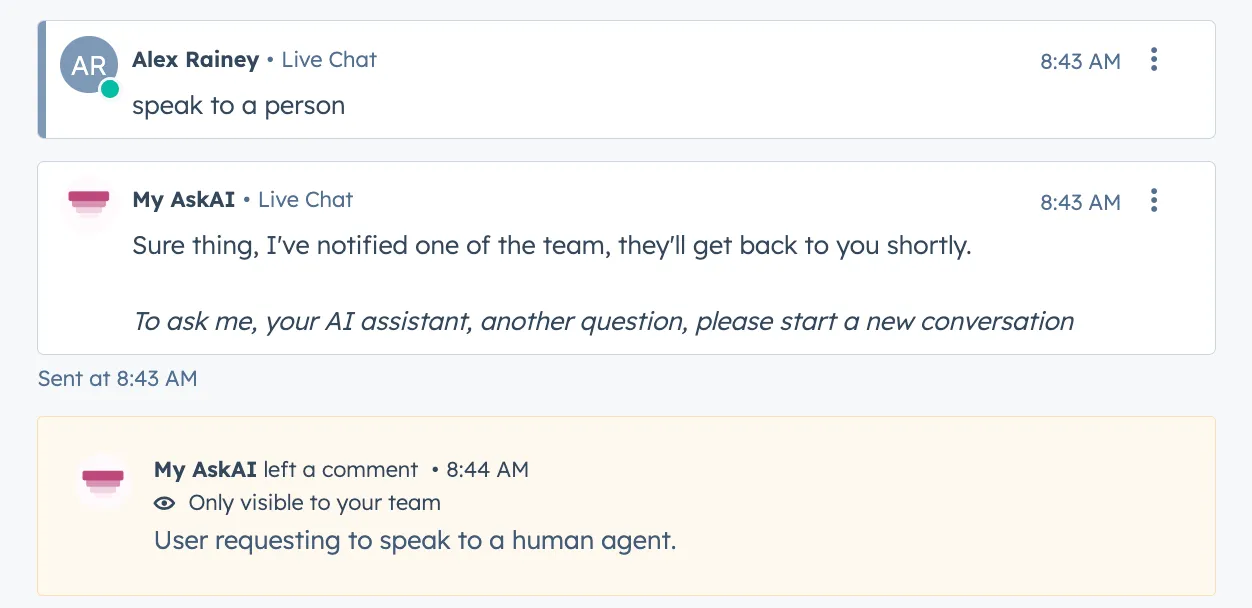 AR
Alex Rainey • Live Chat 8:43 AM
speak to a person
My AskAI • Live Chat 8:43 AM
Sure thing, I've notified one of the team, they'll get back to you shortly.
To ask me, your AI assistant, another question, please start a new conversation
Sent at 8:43 AM
My AskAI left a comment • 8:44 AM
Only visible to your team
User requesting to speak to a human agent.